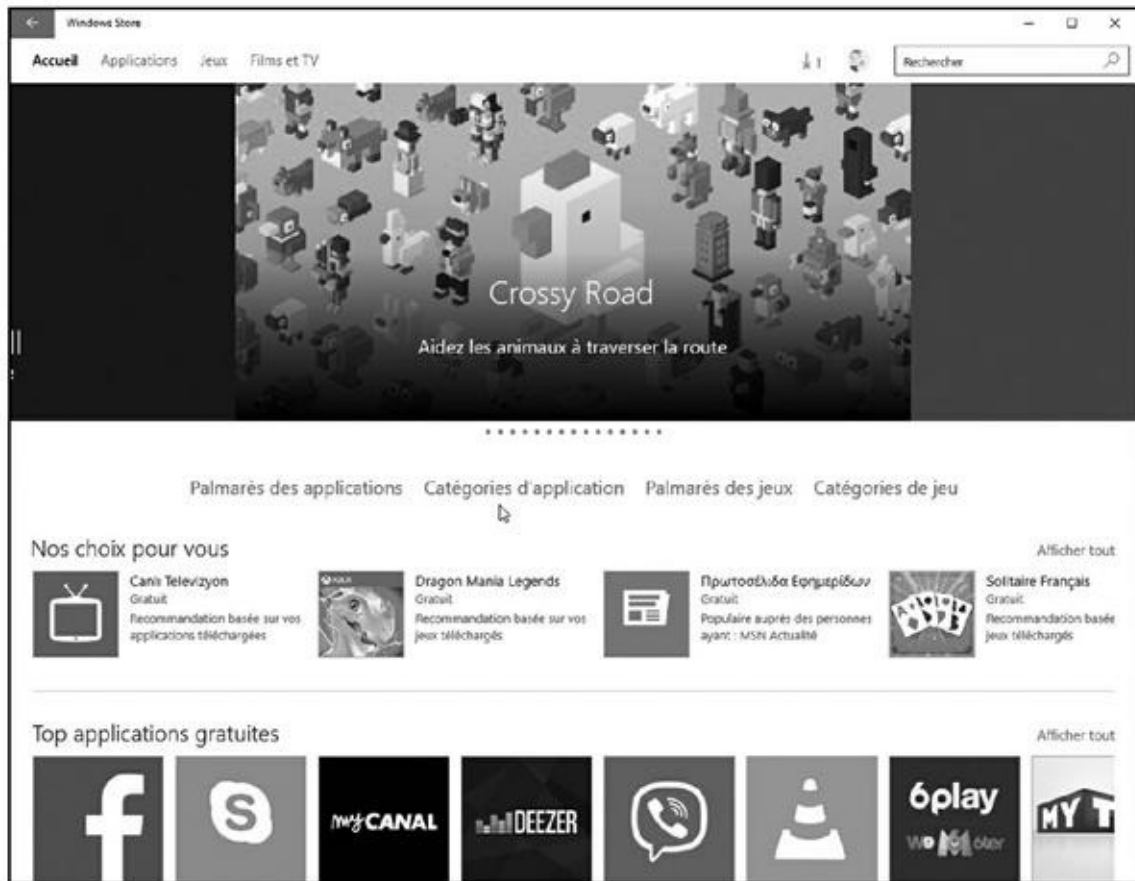 Windows Store
Accueil Applications Jeux Films et TV
1
Rechercher
Crossy Road
Aidez les animaux à traverser la route
Palmarès des applications Catégories d'application Palmarès des jeux Catégories de jeu
Nos choix pour vous
Afficher tout
Canlı Televizyon
Gratuit
Recommandation basée sur vos
applications téléchargées
Dragon Mania Legends
Gratuit
Recommandation basée sur vos
jeux téléchargés
Πρωτοσέλιδα Εφημερίδων
Gratuit
Populaire auprès des personnes
ayant : MSN Actualité
Solitaire Français
Gratuit
Recommandation basée
jeux téléchargés
Top applications gratuites
Afficher tout
f
S
myCANAL
DEEZER
6play
MY T